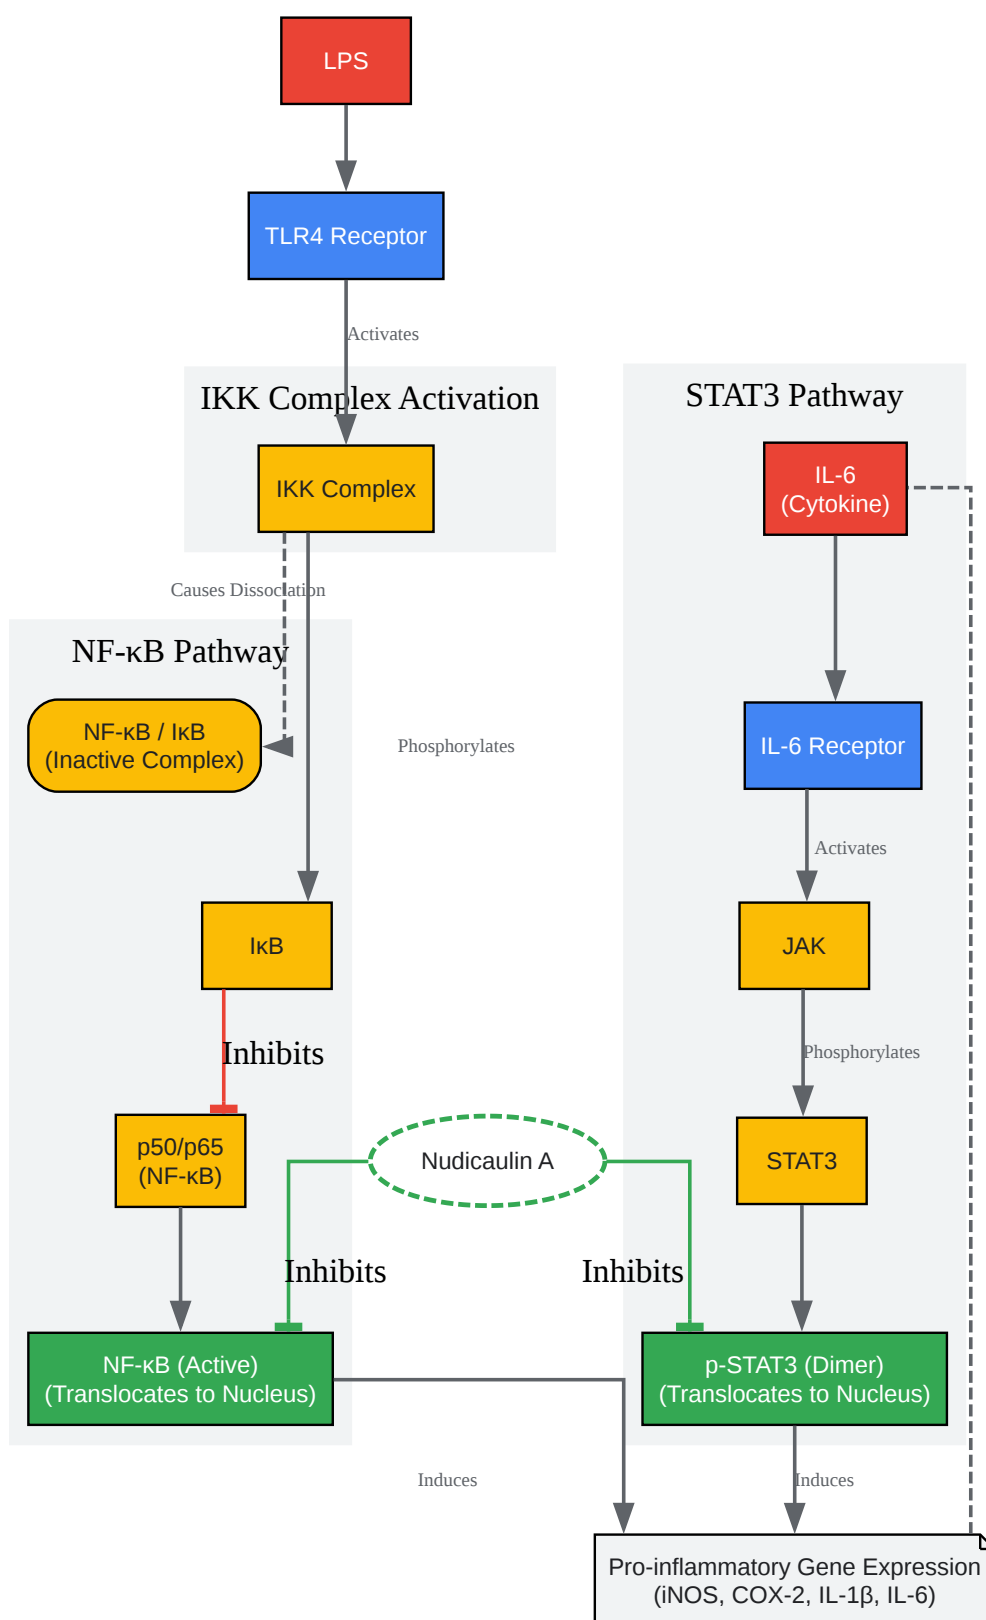 LPS
TLR4 Receptor
Activates
IKK Complex Activation
STAT3 Pathway
IKK Complex
IL-6
(Cytokine)
Causes Dissociation
NF-κB Pathway
NF-κB / IκB
(Inactive Complex)
Phosphorylates
IL-6 Receptor
Activates
IκB
JAK
Inhibits
Phosphorylates
p50/p65
(NF-κB)
Nudicaulin A
STAT3
Inhibits
Inhibits
NF-κB (Active)
(Translocates to Nucleus)
p-STAT3 (Dimer)
(Translocates to Nucleus)
Induces
Induces
Pro-inflammatory Gene Expression
(iNOS, COX-2, IL-1β, IL-6)